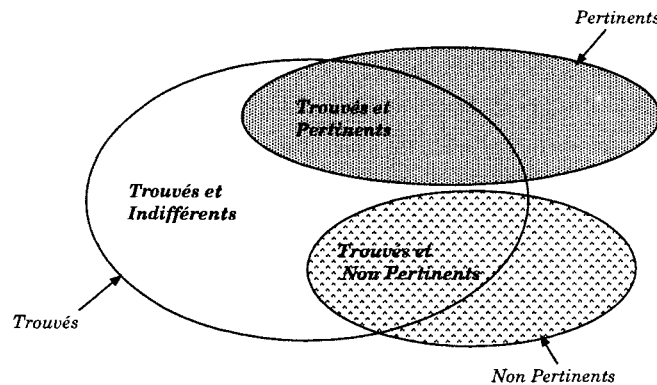 Pertinents
Trouvés et
Pertinents
Trouvés et
Indifférents
Trouvés et
Non Pertinents
Trouvés
Non Pertinents